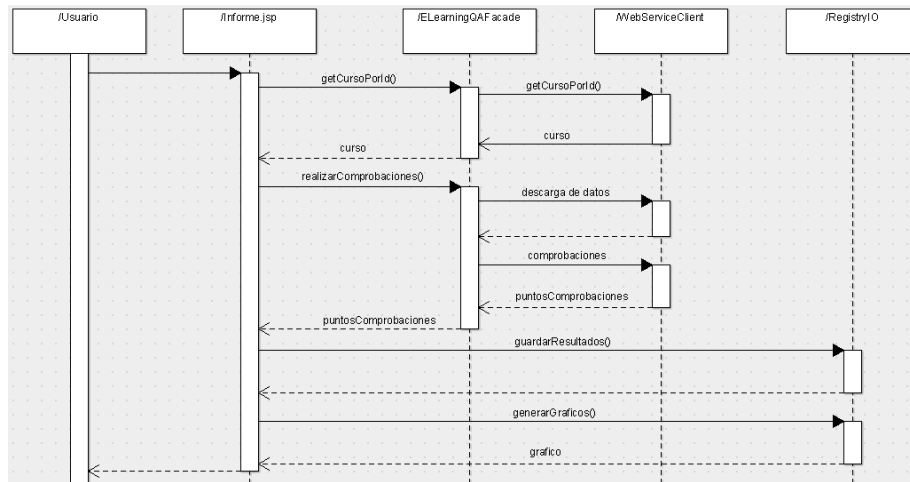 /Usuario
/Informe.jsp
/ELearningQAFacade
/WebServiceClient
/RegistryIO
getCursoPorId()
getCursoPorId()
curso
curso
realizarComprobaciones()
descarga de datos
comprobaciones
puntosComprobaciones
puntosComprobaciones
guardarResultados()
generarGraficos()
grafico